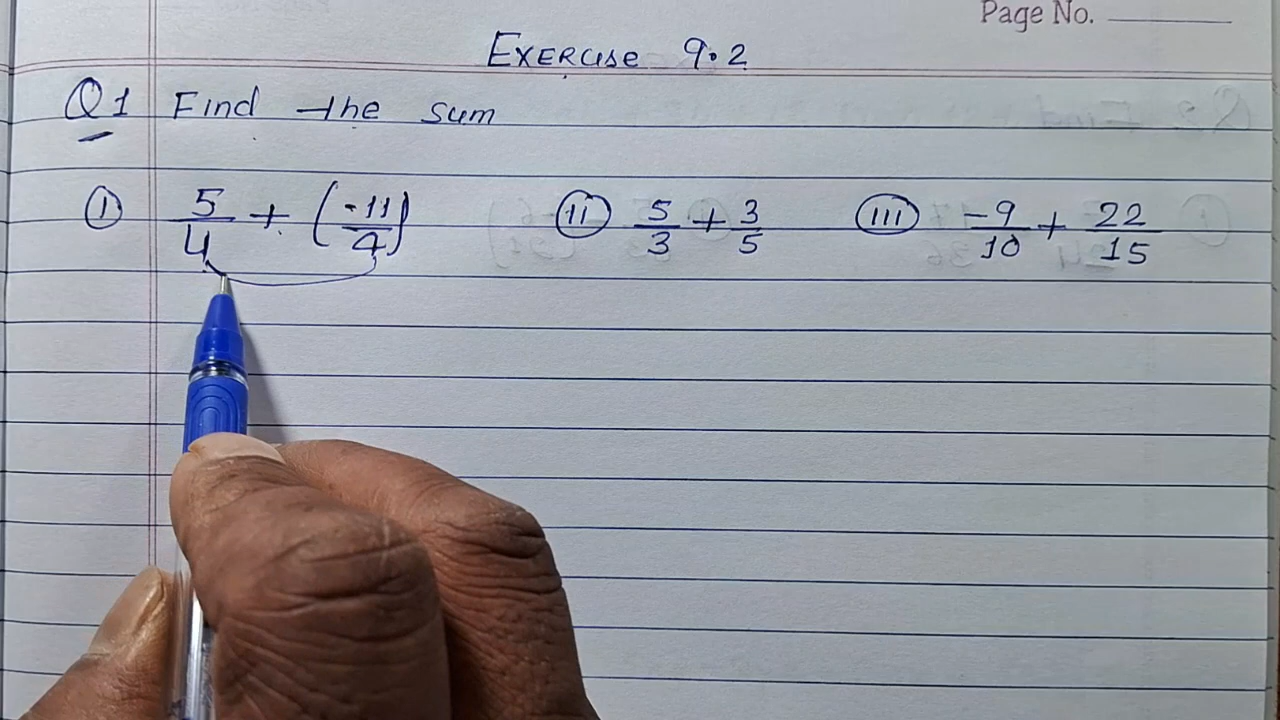 Page No.
Exercise 9.2
Q1 Find the sum
(i) 5/4 + (-11/4) (ii) 5/3 + 3/5 (iii) -9/10 + 22/15